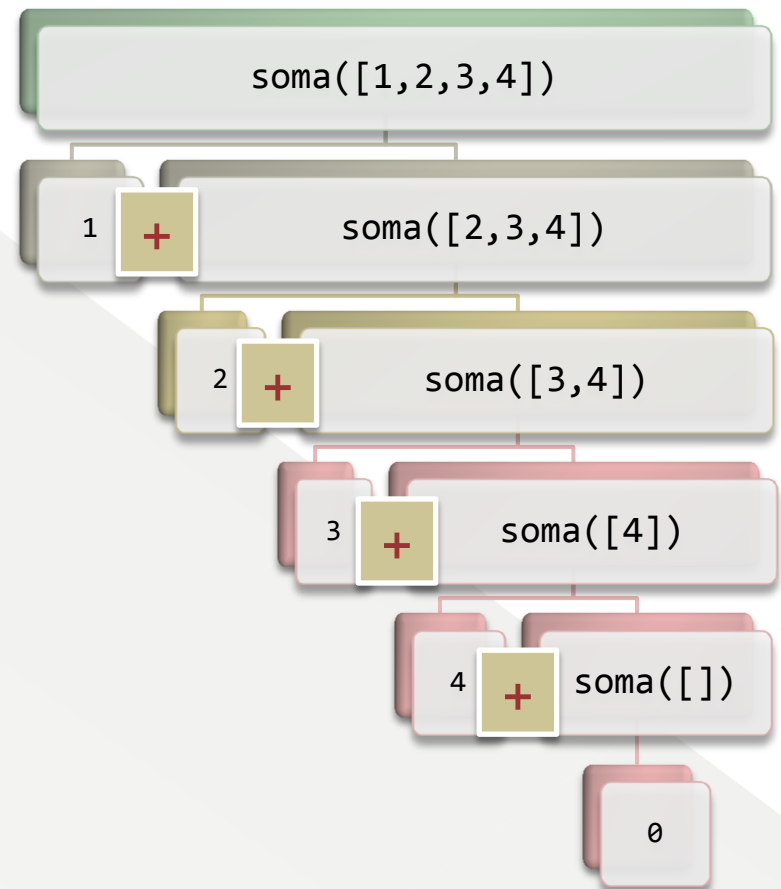 soma([1,2,3,4])
1 + soma([2,3,4])
2 + soma([3,4])
3 + soma([4])
4 + soma([])
0